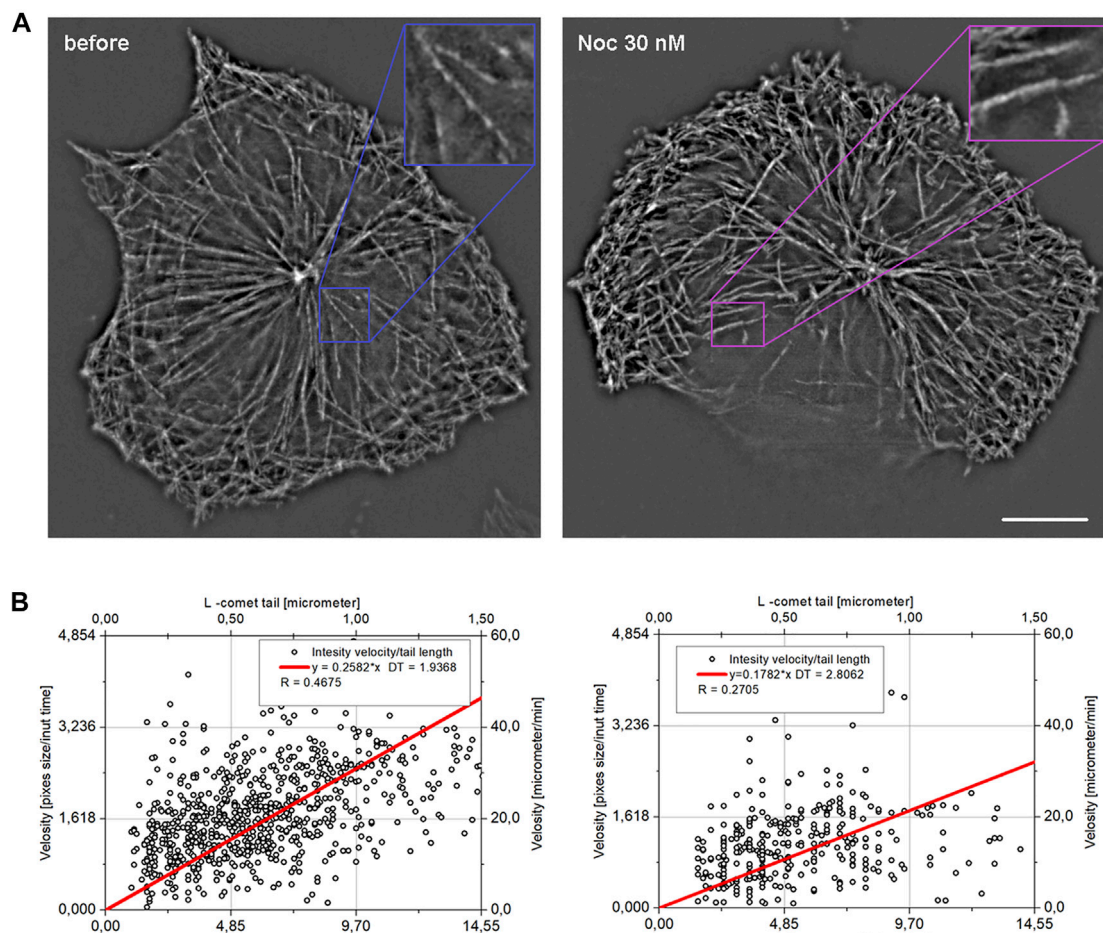 A
before
Noc 30 nM
B
L -comet tail [micrometer]
0,00 0,50 1,00 1,50
4,854
3,236
1,618
0,000
60,0
40,0
20,0
0,0
Velosity [pixes size/inut time]
Velosity [micrometer/min]
Intesity velocity/tail length
y = 0.2582*x DT = 1.9368
R = 0.4675
0,00 4,85 9,70 14,55
L -comet tail [micrometer]
0,00 0,50 1,00 1,50
4,854
3,236
1,618
0,000
60,0
40,0
20,0
0,0
Velosity [pixes size/inut time]
Velosity [micrometer/min]
Intesity velocity/tail length
y=0.1782*x DT = 2.8062
R = 0.2705
0,00 4,85 9,70 14,55